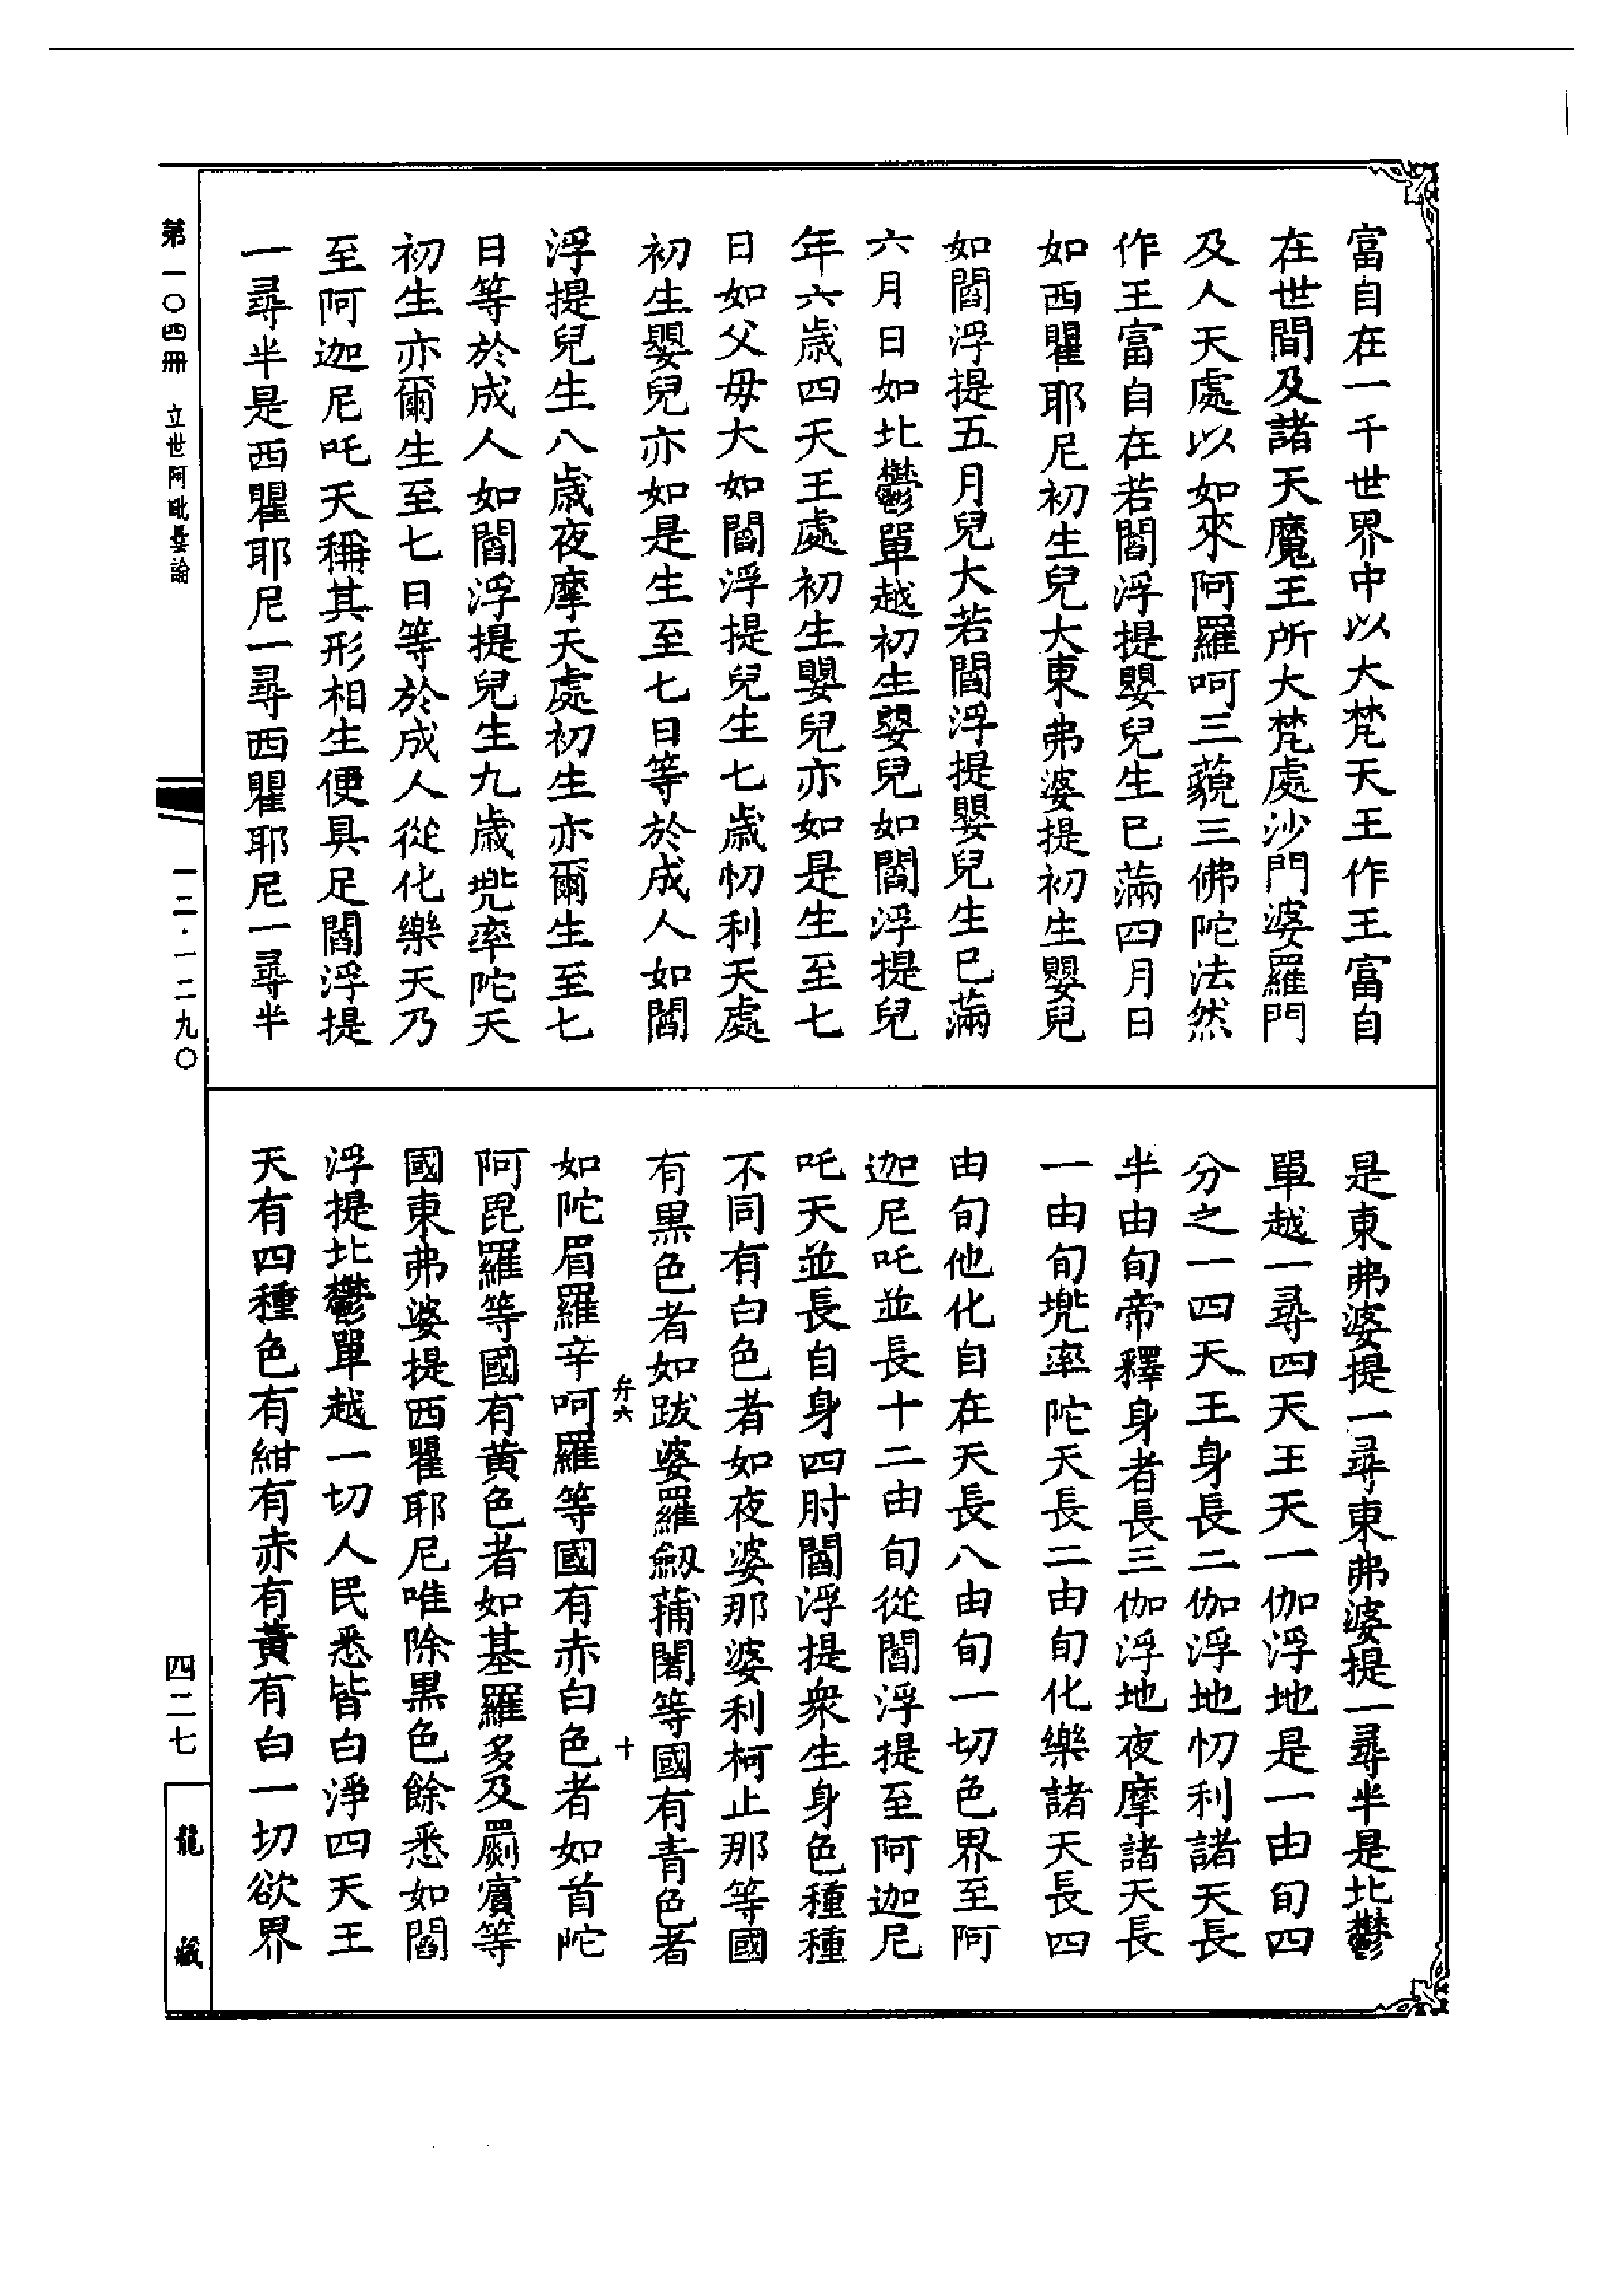 富自在一千世界中以大梵天王作王富自
在世間及諸天魔王所大梵處沙門婆羅門
及人天處以如來阿羅呵三藐三佛陀法然
作王富自在若閻浮提嬰兒生已滿四月日
如西瞿耶尼初生兒大東弗婆提初生嬰兒
如閻浮提五月兒大若閻浮提嬰兒生已滿
六月日如北鬱單越初生嬰兒如閻浮提兒
年六歲四天王處初生嬰兒亦如是生至七
日如父母大如閻浮提兒生七歲忉利天處
初生嬰兒亦如是生至七日等於成人如閻
浮提兒生八歲夜摩天處初生亦爾生至七
日等於成人如閻浮提兒生九歲兜率陀天
初生亦爾生至七日等於成人從化樂天乃
至阿迦尼吒天稱其形相生便具足閻浮提
一尋半是西瞿耶尼一尋西瞿耶尼一尋半
是東弗婆提一尋東弗婆提一尋半是北鬱
單越一尋四天王天一伽浮地是一由旬四
分之一四天王身長二伽浮地忉利諸天長
半由旬帝釋身者長三伽浮地夜摩諸天長
一由旬兜率陀天長二由旬化樂諸天長四
由旬他化自在天長八由旬一切色界至阿
迦尼吒並長十二由旬從閻浮提至阿迦尼
吒天並長自身四肘閻浮提衆生身色種種
不同有白色者如夜婆那婆利柯止那等國
有黑色者如跋婆羅劔蒱闍等國有青色者
弁六 十
如陀眉羅辛呵羅等國有赤白色者如首陀
阿毘羅等國有黃色者如基羅多及罽賓等
國東弗婆提西瞿耶尼唯除黑色餘悉如閻
浮提北鬱單越一切人民悉皆白淨四天王
天有四種色有紺有赤有黃有白一切欲界
第一〇四冊 立世阿毗曇論
一二·一二九〇
四二七
龍藏